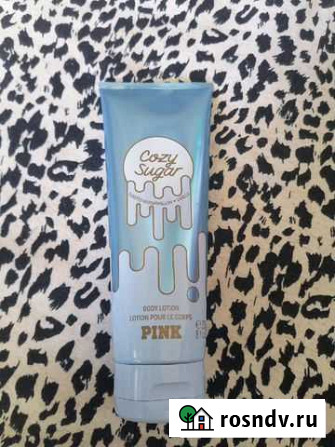 Cozy
Sugar
BODY LOTION
LOTION POUR LE CORPS
PINK
rosndv.ru